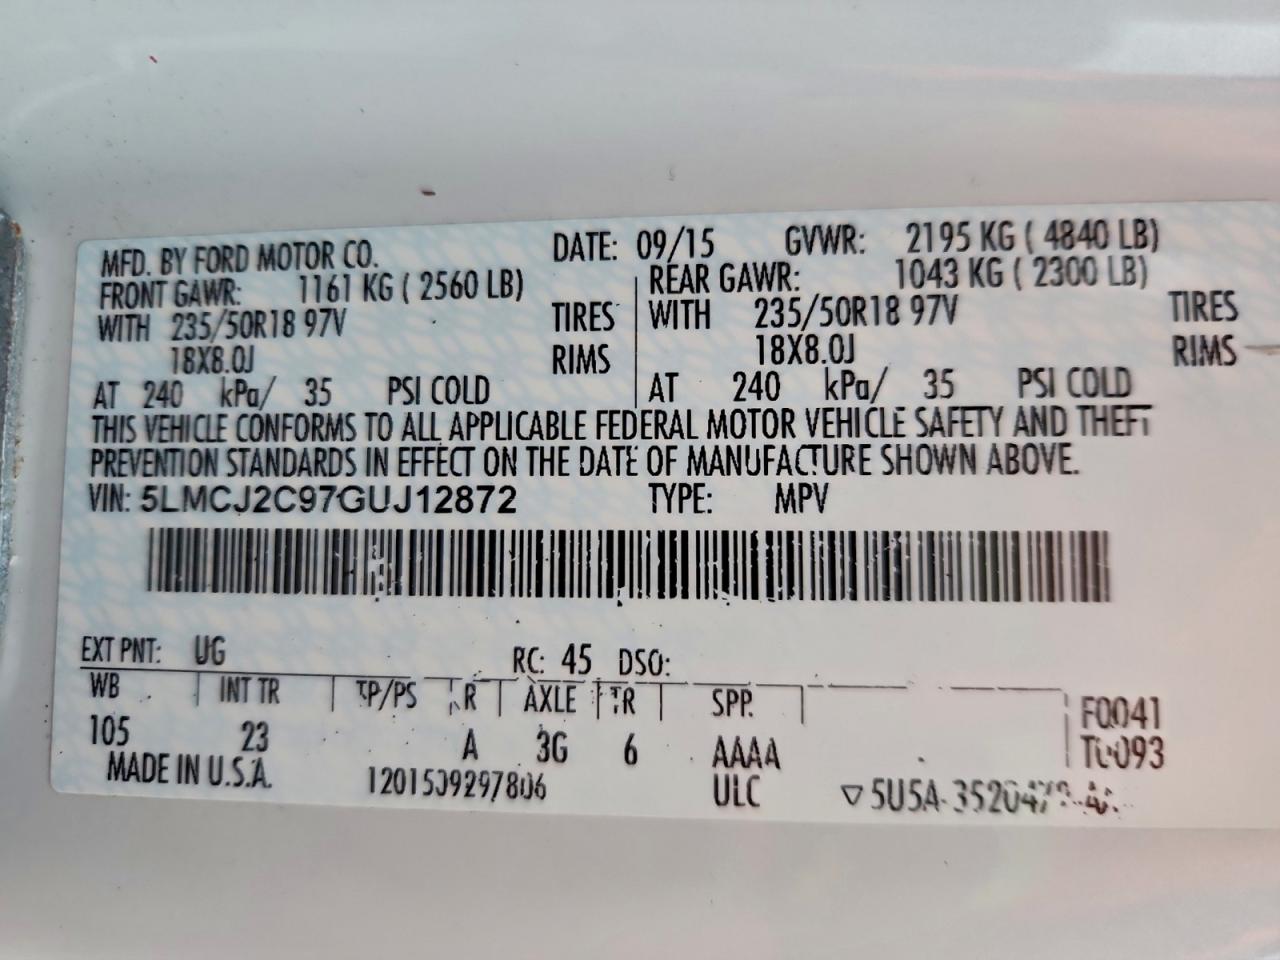 MFD. BY FORD MOTOR CO. DATE: 09/15 GVWR: 2195 KG ( 4840 LB)
FRONT GAWR: 1161 KG ( 2560 LB) REAR GAWR: 1043 KG ( 2300 LB)
WITH 235/50R18 97V TIRES WITH 235/50R18 97V TIRES
18X8.0J RIMS 18X8.0J RIMS
AT 240 kPa/ 35 PSI COLD AT 240 kPa/ 35 PSI COLD
THIS VEHICLE CONFORMS TO ALL APPLICABLE FEDERAL MOTOR VEHICLE SAFETY AND THEFT
PREVENTION STANDARDS IN EFFECT ON THE DATE OF MANUFACTURE SHOWN ABOVE.
VIN: 5LMCJ2C97GUJ12872 TYPE: MPV
EXT PNT: UG RC: 45 DSO:
WB INT TR TP/PS R AXLE TR SPP. F0041
105 23 A 3G 6 AAAA T0093
MADE IN U.S.A. 12015092978​06 ULC